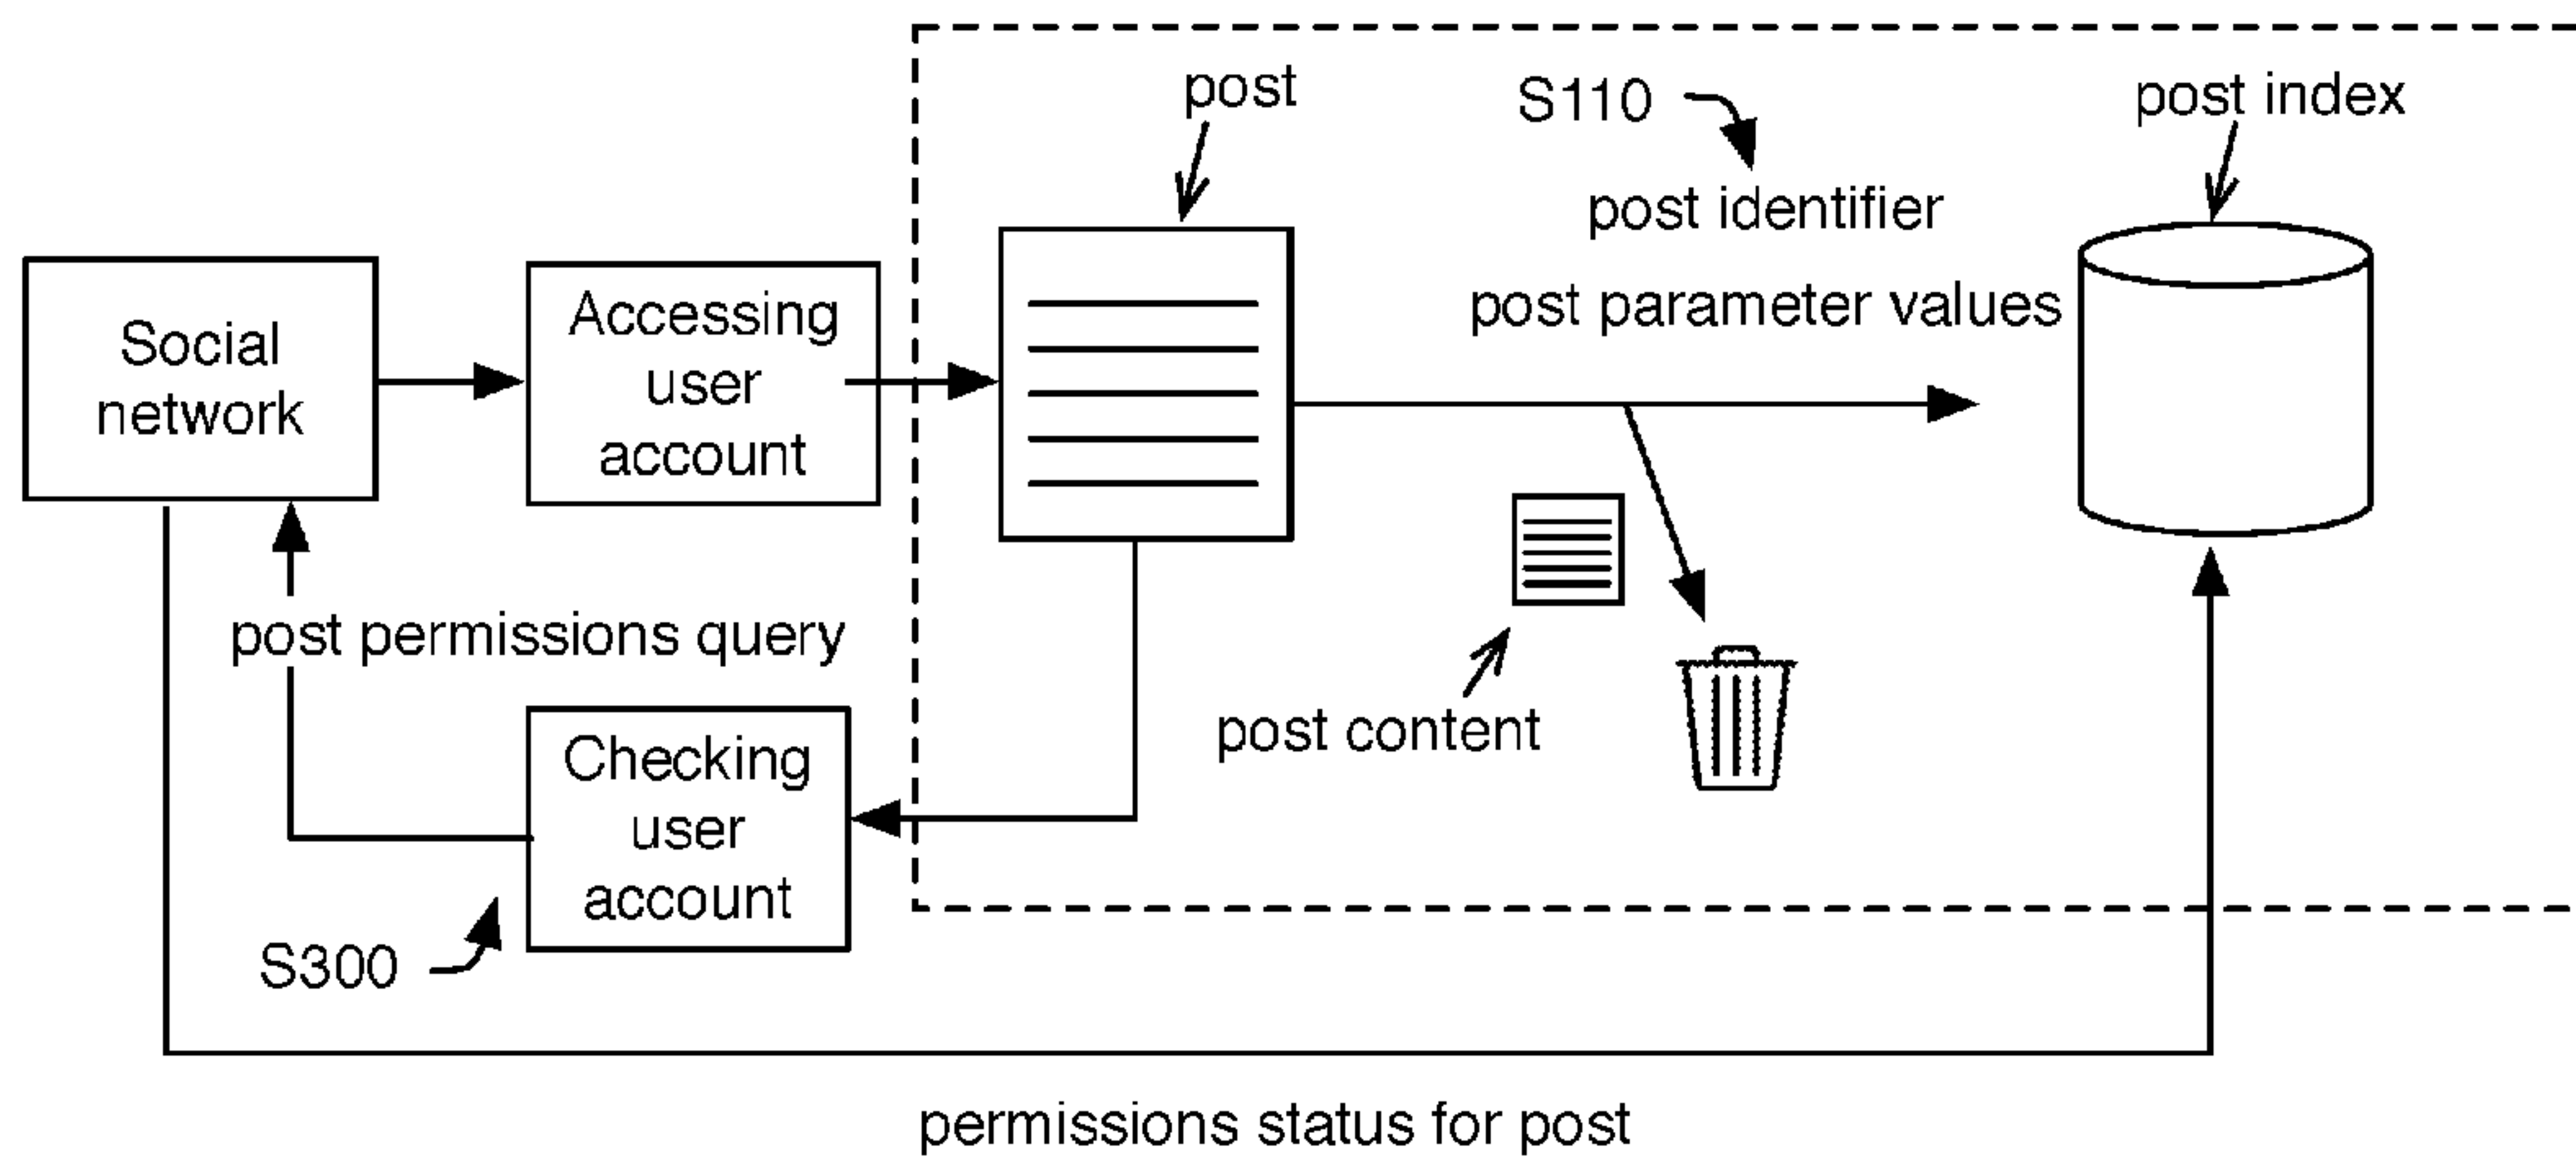 post
S110
post index
post identifier
post parameter values
Social
network
Accessing
user
account
post permissions query
post content
Checking
user
account
S300
permissions status for post